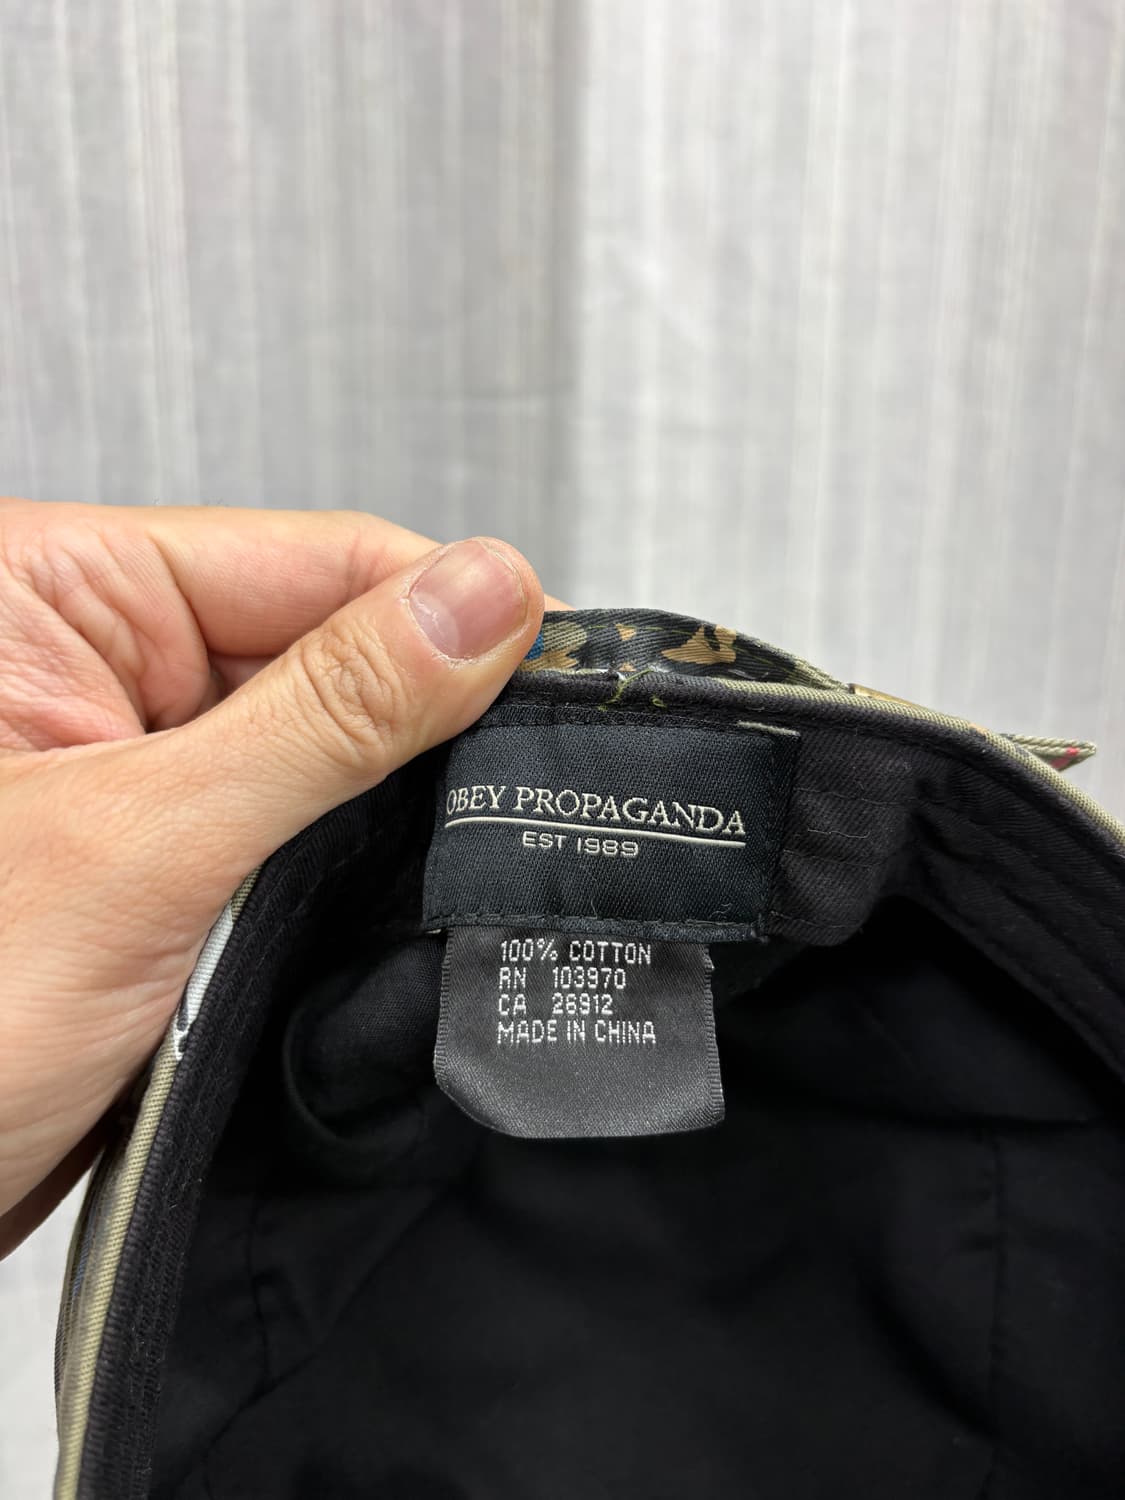 OBEY PROPAGANDA
EST 1989
100% COTTON
RN 103970
CA 26912
MADE IN CHINA